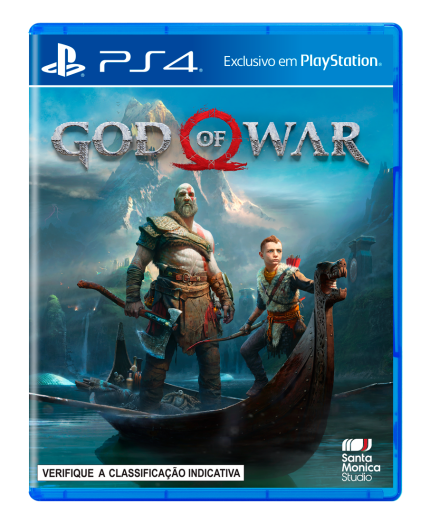 PS4 Exclusivo em PlayStation®
GOD OF WAR
VERIFIQUE A CLASSIFICAÇÃO INDICATIVA
Santa
Monica
Studio